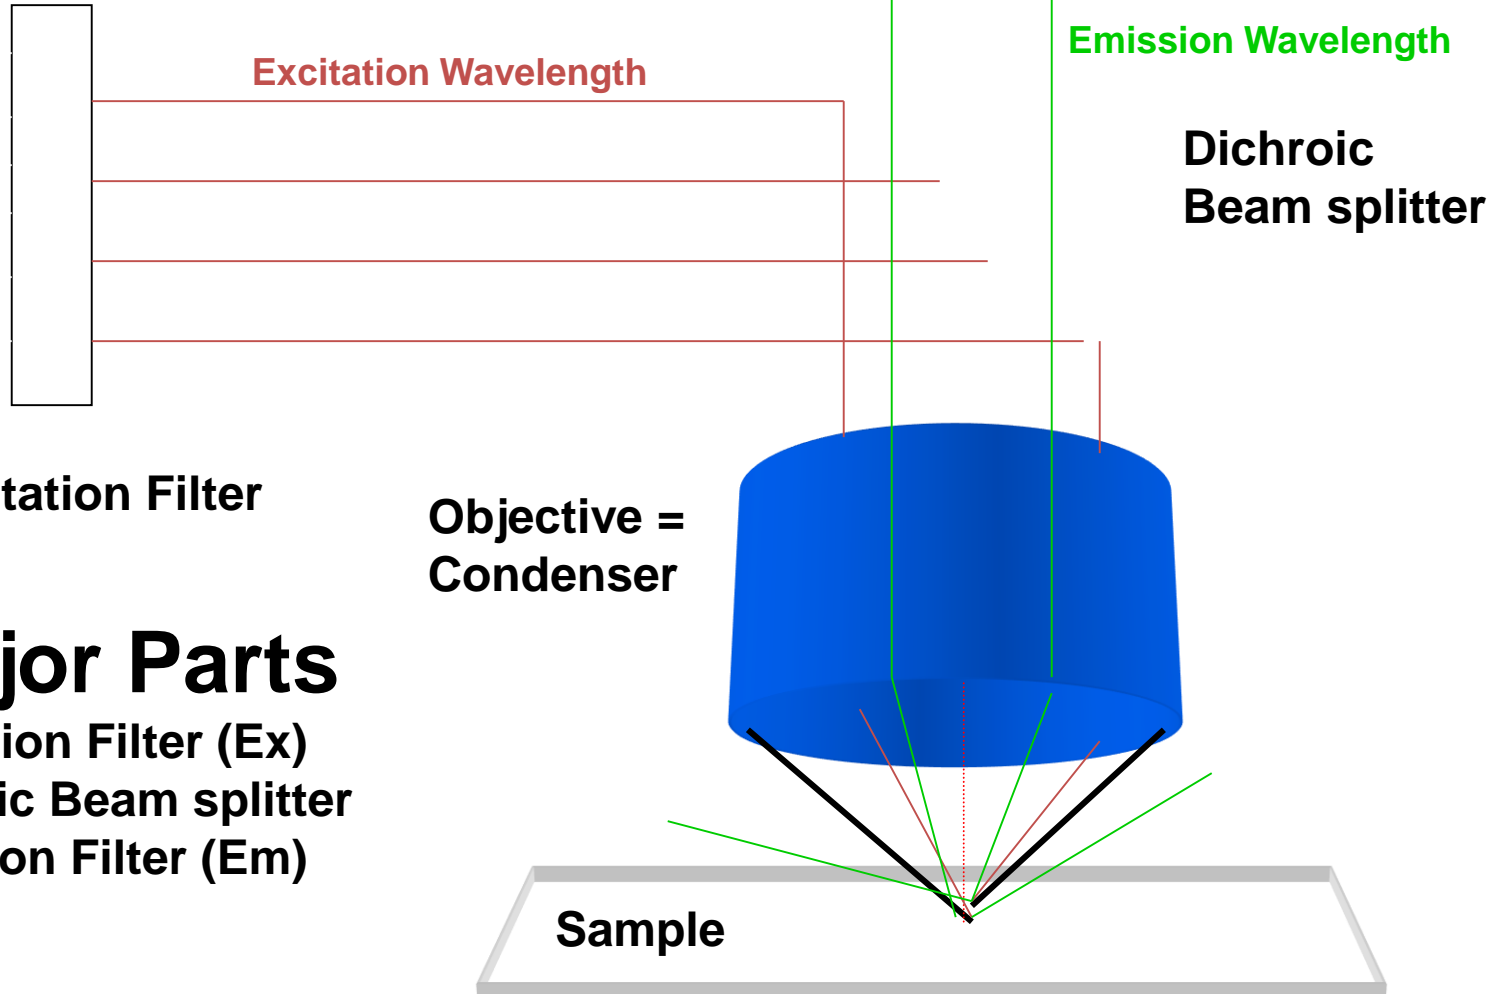 Emission Wavelength
Excitation Wavelength
Dichroic
Beam splitter
tation Filter
Objective =
Condenser
jor Parts
ion Filter (Ex)
ic Beam splitter
on Filter (Em)
Sample